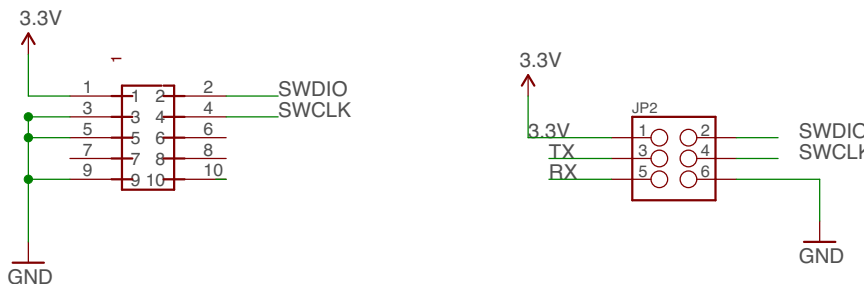 3.3V
1
1 1 2 2 SWDIO
3 3 4 4 SWCLK
5 5 6 6
7 7 8 8
9 9 10 10
GND
3.3V
JP2
3.3V 1 2 SWDIO
TX 3 4 SWCLK
RX 5 6
GND